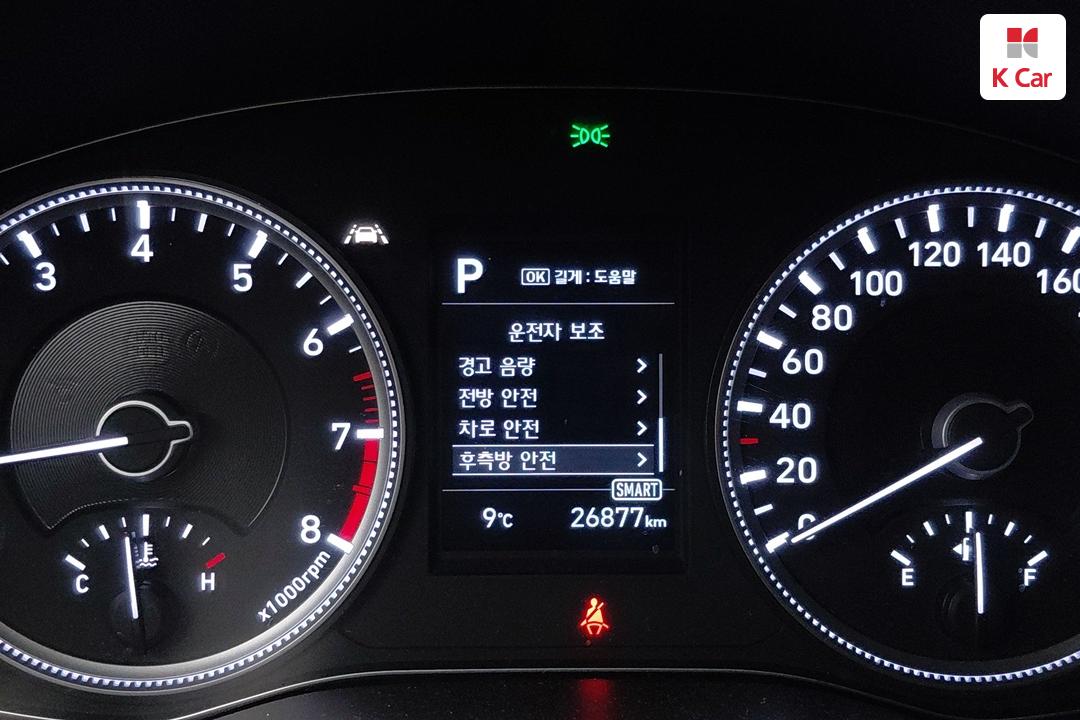 K Car
3
4
5
6
7
8
x1000rpm
C
H
P
OK 길게 : 도움말
운전자 보조
경고 음량
전방 안전
차로 안전
후측방 안전
SMART
9°C
26877km
0
20
40
60
80
100
120
140
160
E
F